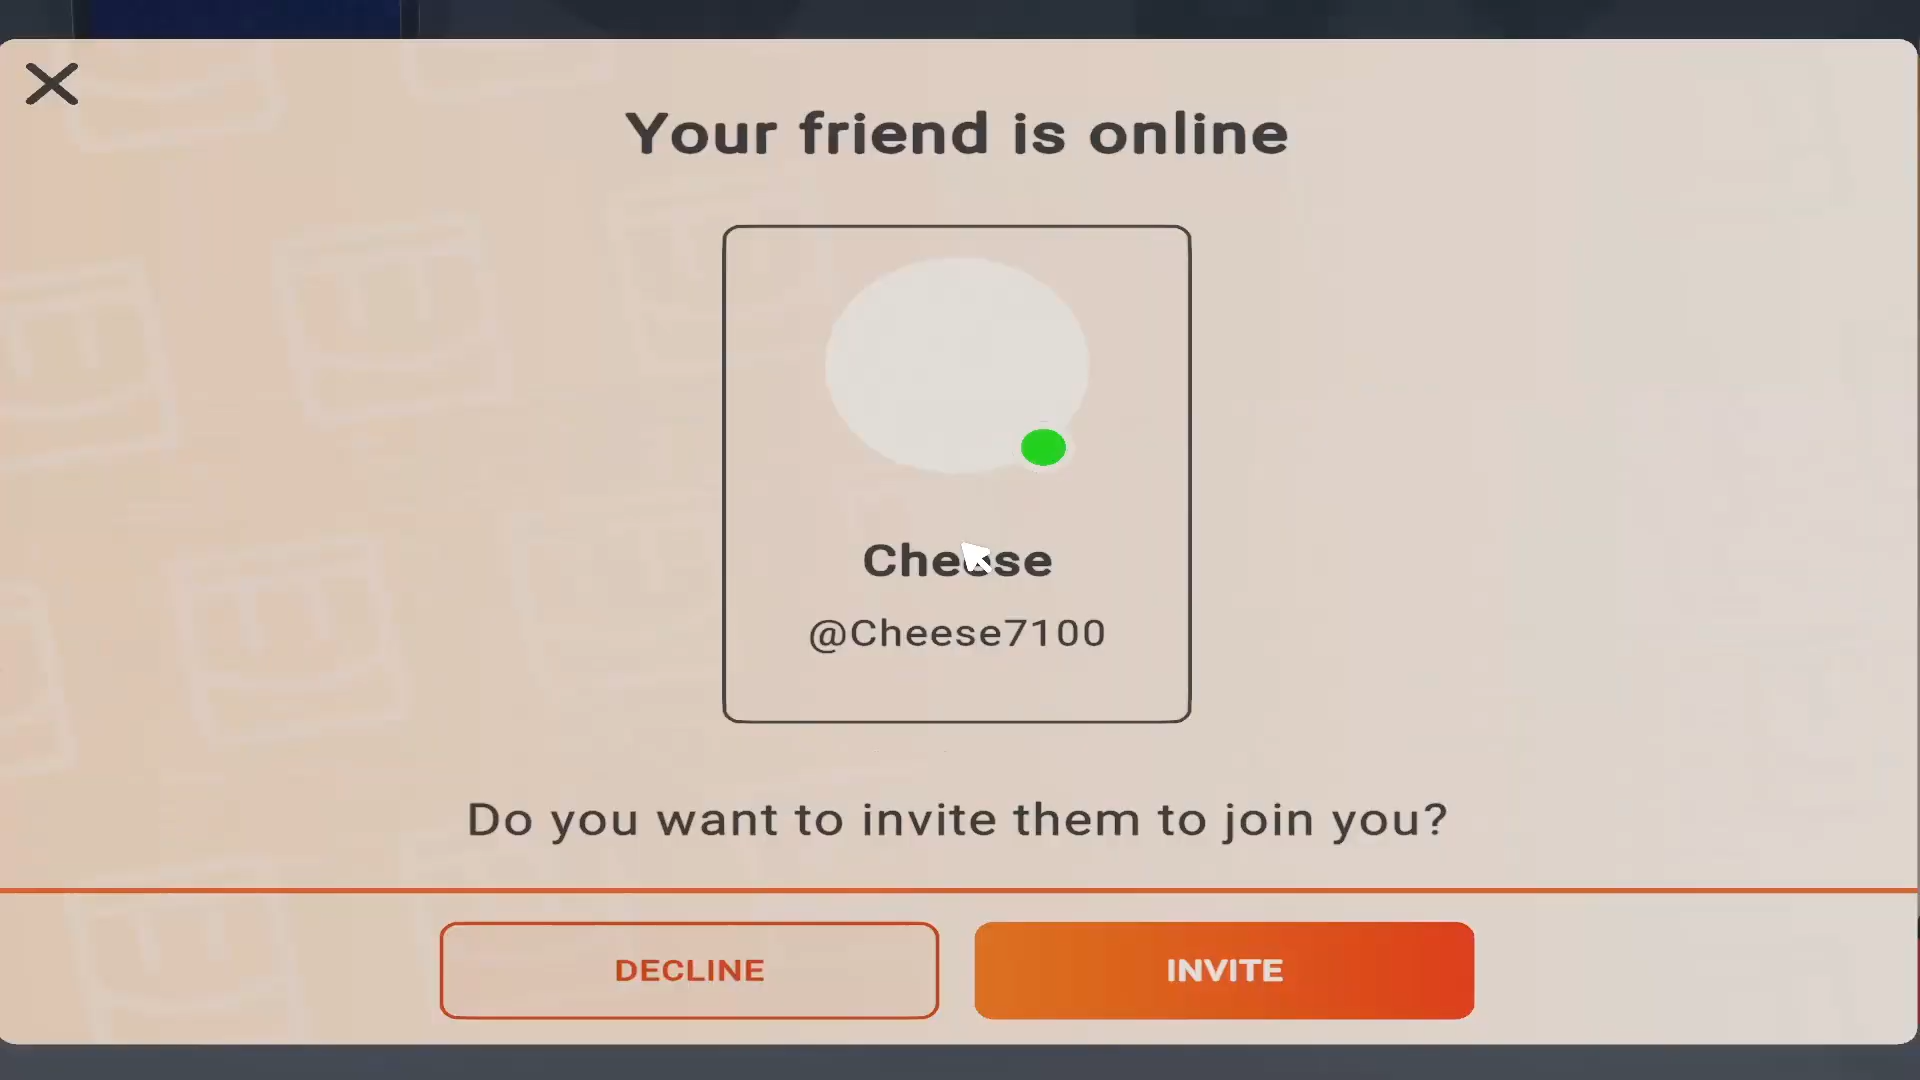 Your friend is online
Cheese
@Cheese7100
Do you want to invite them to join you?
DECLINE
INVITE